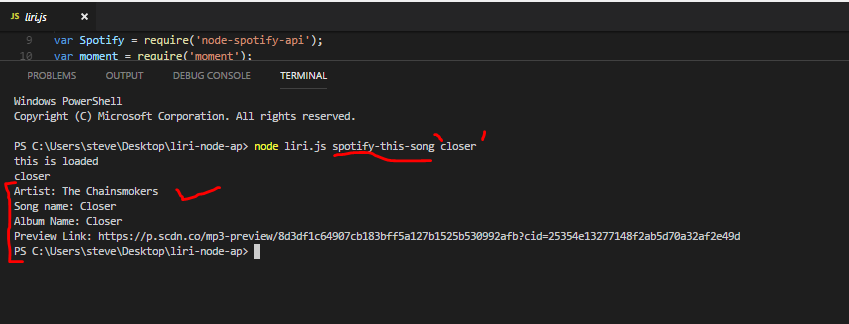 JS liri.js ×
9 var Spotify = require('node-spotify-api');
10 var moment = require('moment');
PROBLEMS OUTPUT DEBUG CONSOLE TERMINAL
Windows PowerShell
Copyright (C) Microsoft Corporation. All rights reserved.
PS C:\Users\steve\Desktop\liri-node-ap> node liri.js spotify-this-song 'closer'
this is loaded
closer
Artist: The Chainsmokers
Song name: Closer
Album Name: Closer
Preview Link: https://p.scdn.co/mp3-preview/8d3df1c64907cb183bff5a127b1525b530992afb?cid=25354e13277148f2ab5d70a32af2e49d
PS C:\Users\steve\Desktop\liri-node-ap>